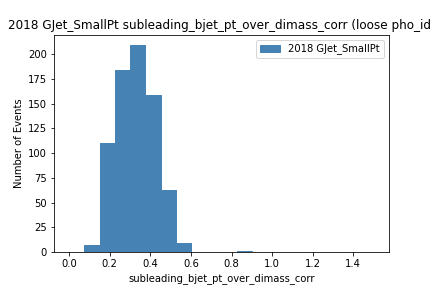 2018 GJet_SmallPt subleading_bjet_pt_over_dimass_corr (loose pho_id
2018 GJet_SmallPt
Number of Events
200
175
150
125
100
75
50
25
0
0.0 0.2 0.4 0.6 0.8 1.0 1.2 1.4
subleading_bjet_pt_over_dimass_corr